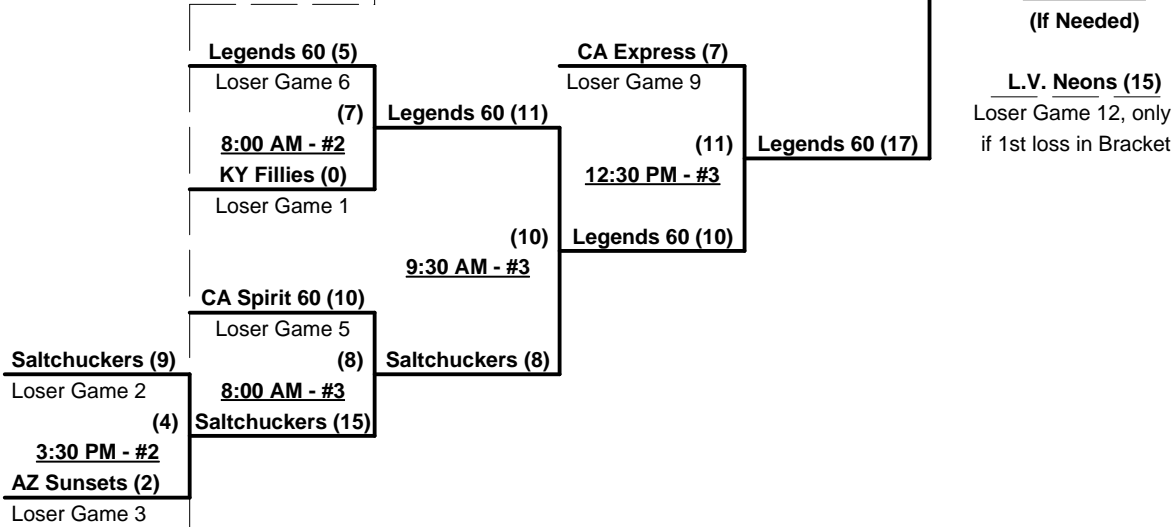 (If Needed)
Legends 60 (5)
CA Express (7)
Loser Game 6
Loser Game 9
L.V. Neons (15)
(7)
Legends 60 (11)
Loser Game 12, only
8:00 AM - #2
(11)
Legends 60 (17)
if 1st loss in Bracket
KY Fillies (0)
12:30 PM - #3
Loser Game 1
(10)
Legends 60 (10)
9:30 AM - #3
CA Spirit 60 (10)
Loser Game 5
Saltchuckers (9)
(8)
Saltchuckers (8)
Loser Game 2
8:00 AM - #3
(4)
Saltchuckers (15)
3:30 PM - #2
AZ Sunsets (2)
Loser Game 3